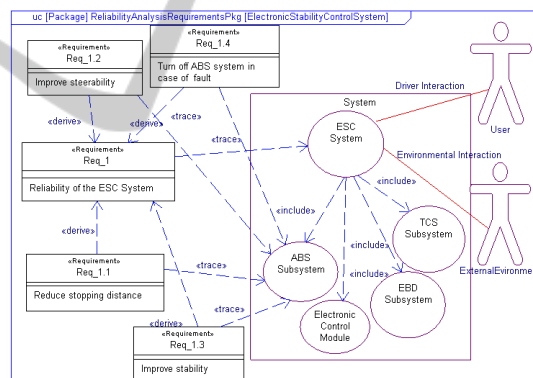 uc [Package] ReliabilityAnalysisRequirementsPkg [ElectronicStabilityControlSystem]
«Requirement»
Req_1.2
Improve steerability
«Requirement»
Req_1.4
Turn off ABS system in
case of fault
«derive»
«derive»
«trace»
«Requirement»
Req_1
Reliability of the ESC System
System
ESC
System
Driver Interaction
User
Environmental Interaction
«include»
«include»
«include»
«include»
TCS
Subsystem
ExternalEvironme
«derive»
«trace»
ABS
Subsystem
EBD
Subsystem
«Requirement»
Req_1.1
Reduce stopping distance
«trace»
Electronic
Control
Module
«derive»
«Requirement»
Req_1.3
Improve stability